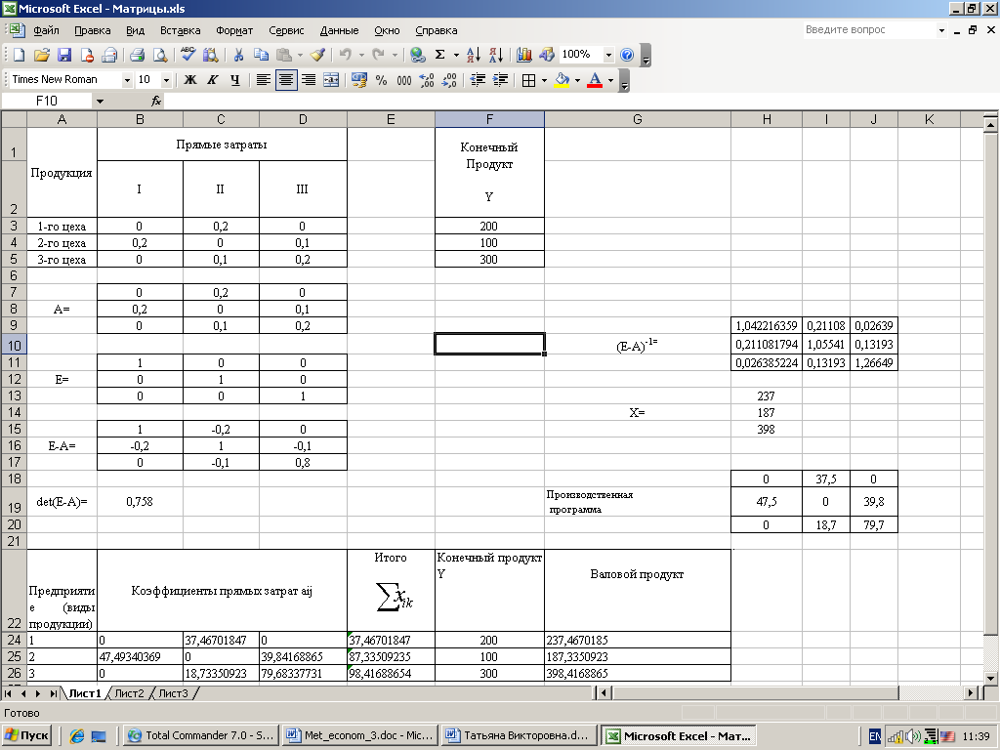 Microsoft Excel - Матрицы.xls
Файл Правка Вид Вставка Формат Сервис Данные Окно Справка Введите вопрос
100%
Times New Roman 10 Ж К Ч % 000
F10 fx
A B C D E F G H I J K
1 Прямые затраты Конечный
Продукт
Продукция
2 I II III Y
3 1-го цеха 0 0,2 0 200
4 2-го цеха 0,2 0 0,1 100
5 3-го цеха 0 0,1 0,2 300
6
7 0 0,2 0
8 A= 0,2 0 0,1
9 0 0,1 0,2 1,042216359 0,21108 0,02639
10 (E-A)-1= 0,211081794 1,05541 0,13193
11 1 0 0 0,026385224 0,13193 1,26649
12 E= 0 1 0
13 0 0 1 237
14 X= 187
15 1 -0,2 0 398
16 E-A= -0,2 1 -0,1
17 0 -0,1 0,8
18 0 37,5 0
19 det(E-A)= 0,758 Производственная
программа 47,5 0 39,8
20 0 18,7 79,7
21
Итого Конечный продукт
Y Валовой продукт
Предприяти
е (виды Коэффициенты прямых затрат aij ∑xik
22 продукции)
24 1 0 37,46701847 0 37,46701847 200 237,4670185
25 2 47,49340369 0 39,84168865 87,33509235 100 187,3350923
26 3 0 18,73350923 79,68337731 98,41688654 300 398,4168865
Лист1 Лист2 Лист3
Готово
Пуск Total Commander 7.0 - S... Met_econom_3.doc - Mic... Татьяна Викторовна.d... Microsoft Excel - Мат... EN 11:39